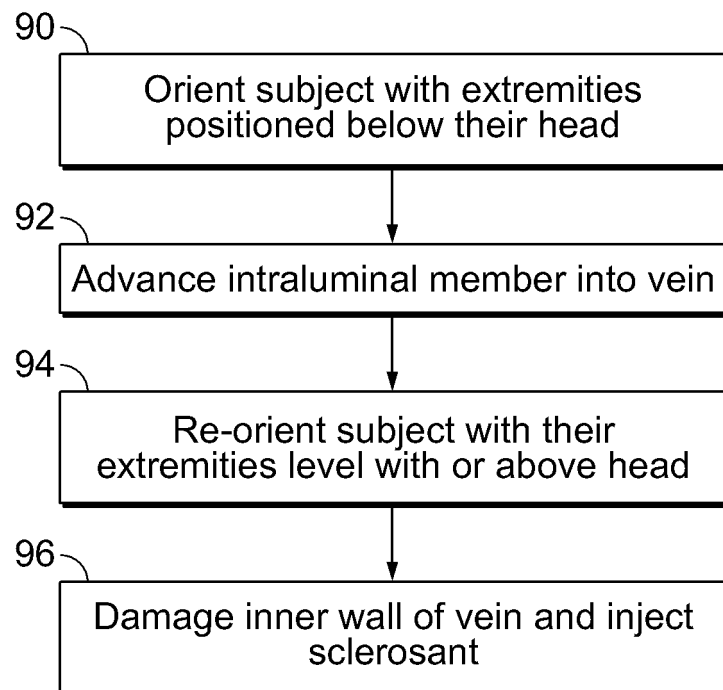 90
Orient subject with extremities
positioned below their head
92
Advance intraluminal member into vein
94
Re-orient subject with their
extremities level with or above head
96
Damage inner wall of vein and inject
sclerosant